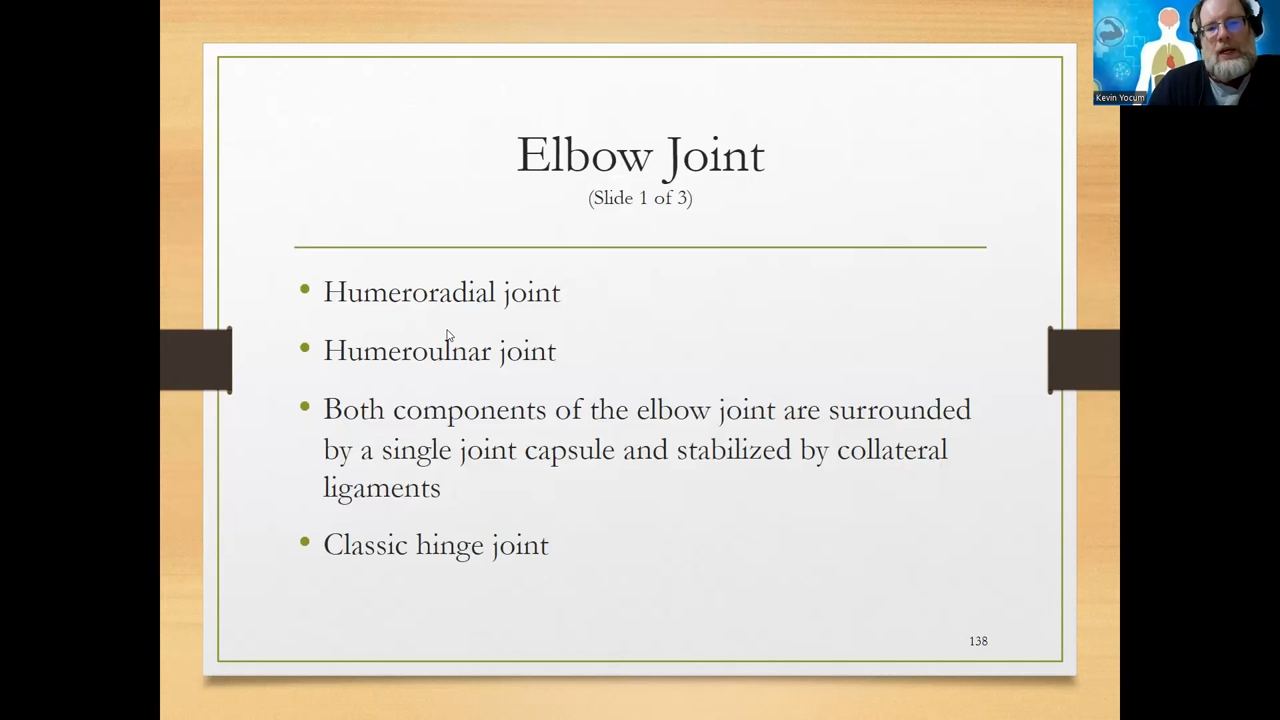 Kevin Yocum
Elbow Joint
(Slide 1 of 3)
• Humeroradial joint
• Humeroulnar joint
• Both components of the elbow joint are surrounded
by a single joint capsule and stabilized by collateral
ligaments
• Classic hinge joint
138